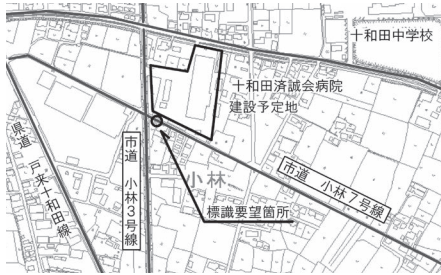 十和田中学校
十和田済誠会病院
建設予定地
県道 戸来十和田線
市道 小林3号線
小林
市道 小林7号線
標識要望箇所